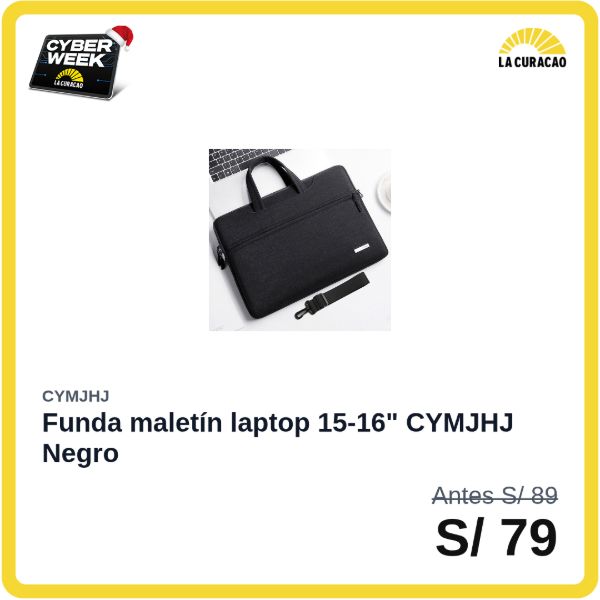 CYBER
WEEK
LA CURACAO
LA CURACAO
CYMJHJ
Funda maletín laptop 15-16" CYMJHJ
Negro
Antes S/ 89
S/ 79